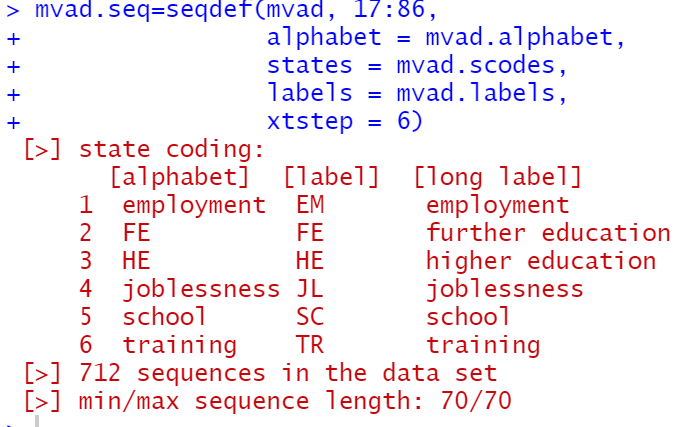 > mvad.seq=seqdef(mvad, 17:86,
+ alphabet = mvad.alphabet,
+ states = mvad.scodes,
+ labels = mvad.labels,
+ xtstep = 6)
[>] state coding:
[alphabet] [label] [long label]
1 employment EM employment
2 FE FE further education
3 HE HE higher education
4 joblessness JL joblessness
5 school SC school
6 training TR training
[>] 712 sequences in the data set
[>] min/max sequence length: 70/70
>